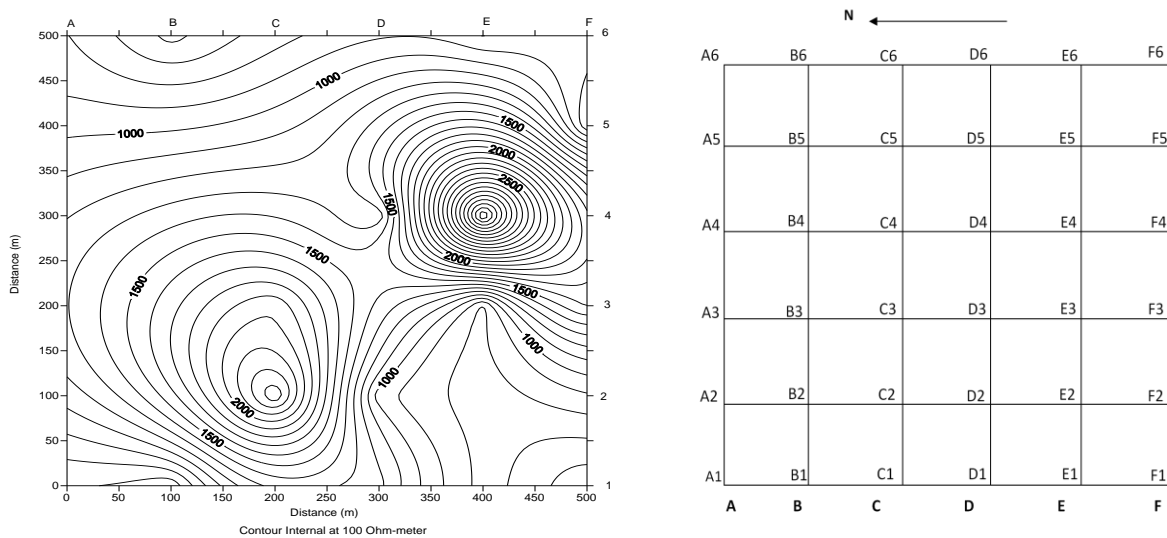 A B C D E F
500 6
450
400 5
350
300 4
250
200 3
150
100 2
50
0 1
0 50 100 150 200 250 300 350 400 450 500
Distance (m)
Distance (m)
Contour Internal at 100 Ohm-meter
1000
1000
1500
2000
2500
1500
2000
1500
1500
1500
1000
1000
2000
1500
N
A6 B6 C6 D6 E6 F6
A5 B5 C5 D5 E5 F5
A4 B4 C4 D4 E4 F4
A3 B3 C3 D3 E3 F3
A2 B2 C2 D2 E2 F2
A1 B1 C1 D1 E1 F1
A B C D E F